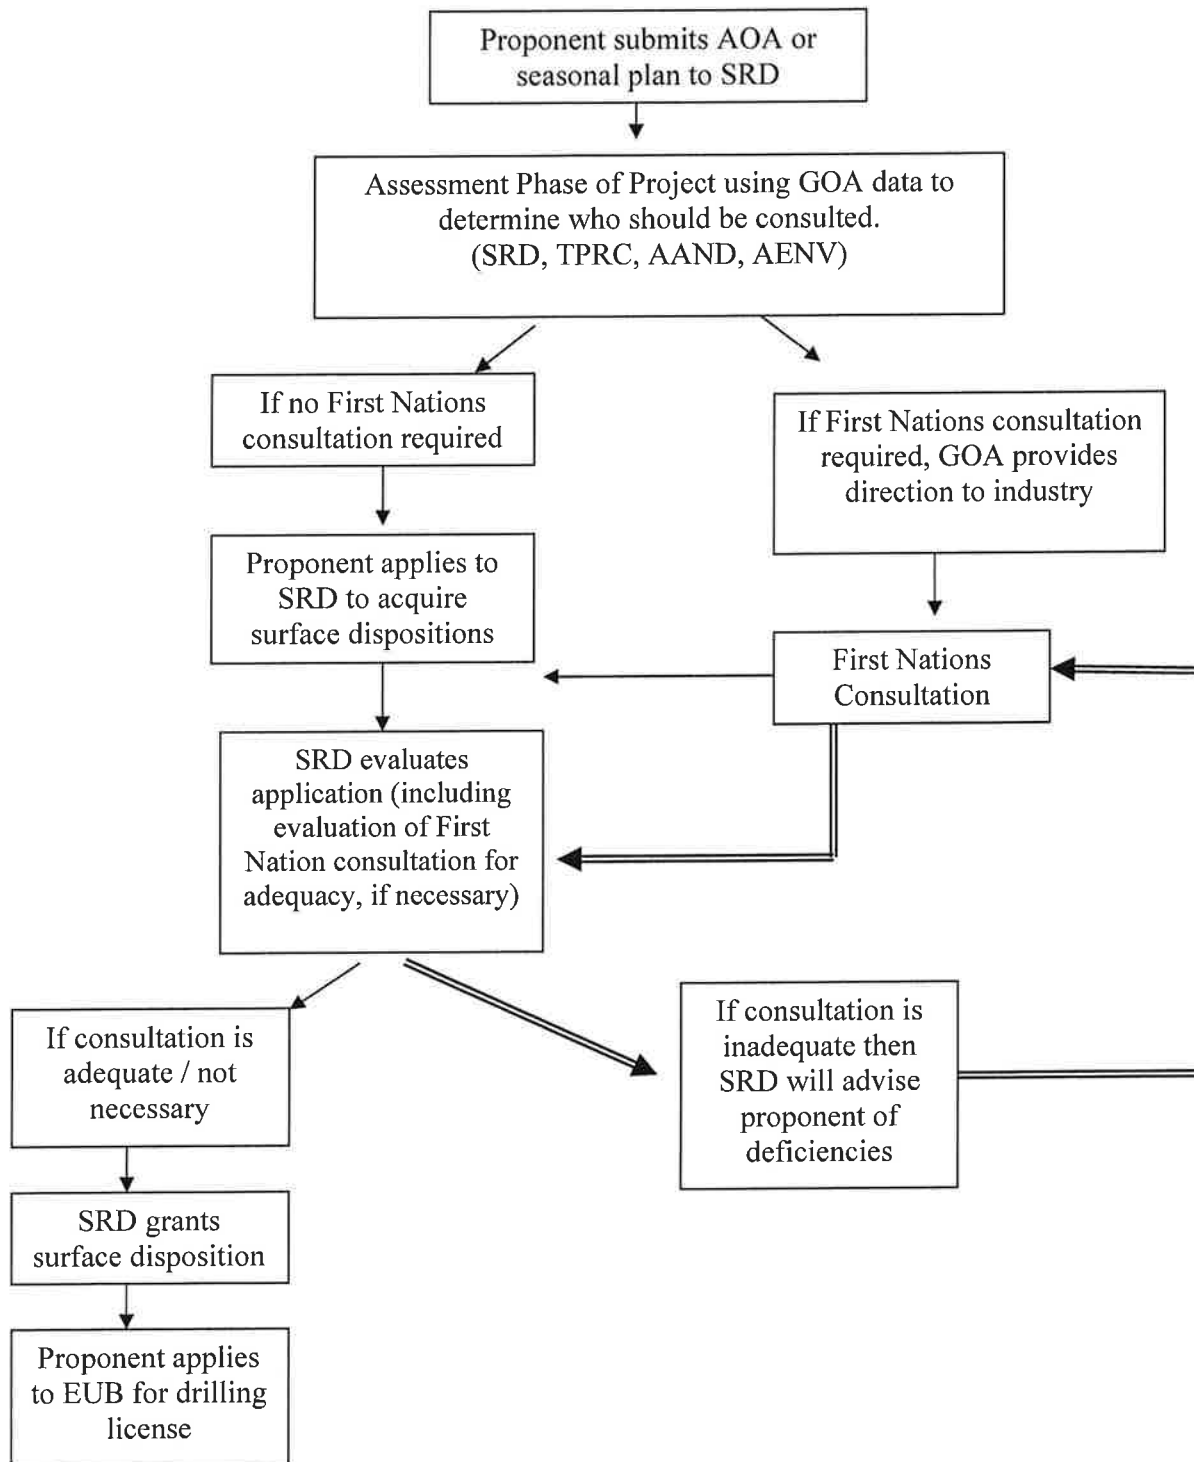 Proponent submits AOA or
seasonal plan to SRD
Assessment Phase of Project using GOA data to
determine who should be consulted.
(SRD, TPRC, AAND, AENV)
If no First Nations
consultation required
If First Nations consultation
required, GOA provides
direction to industry
Proponent applies to
SRD to acquire
surface dispositions
First Nations
Consultation
SRD evaluates
application (including
evaluation of First
Nation consultation for
adequacy, if necessary)
If consultation is
adequate / not
necessary
If consultation is
inadequate then
SRD will advise
proponent of
deficiencies
SRD grants
surface disposition
Proponent applies
to EUB for drilling
license